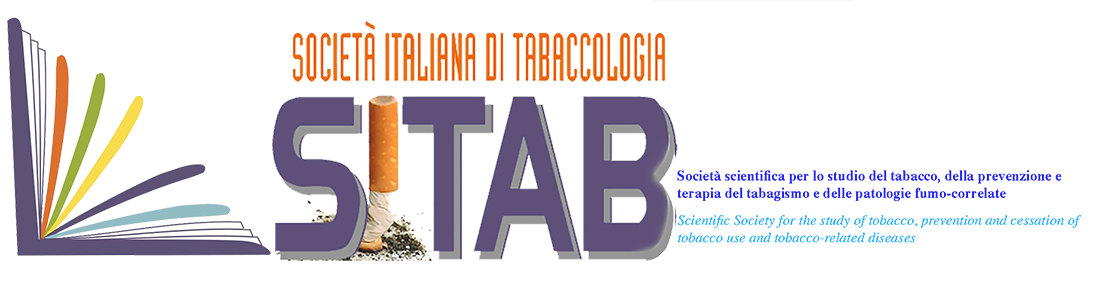 SOCIETÀ ITALIANA DI TABACCOLOGIA
SITAB
Società scientifica per lo studio del tabacco, della prevenzione e
terapia del tabagismo e delle patologie fumo-correlate
Scientific Society for the study of tobacco, prevention and cessation of
tobacco use and tobacco-related diseases